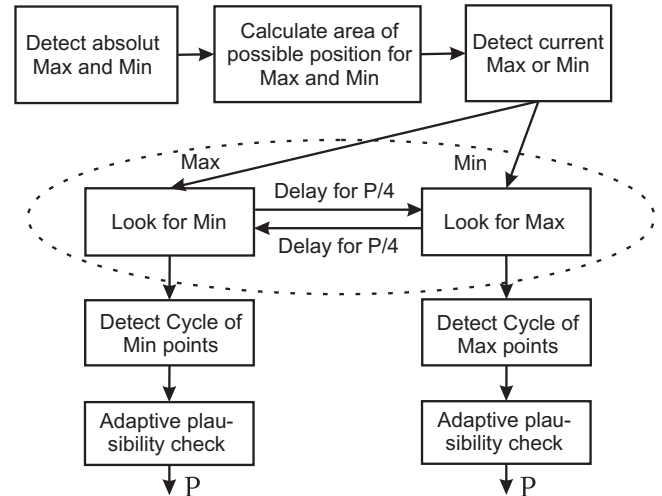 Detect absolut
Max and Min
Calculate area of
possible position for
Max and Min
Detect current
Max or Min
Max
Min
Look for Min
Delay for P/4
Delay for P/4
Look for Max
Detect Cycle of
Min points
Detect Cycle of
Max points
Adaptive plau-
sibility check
Adaptive plau-
sibility check
P
P